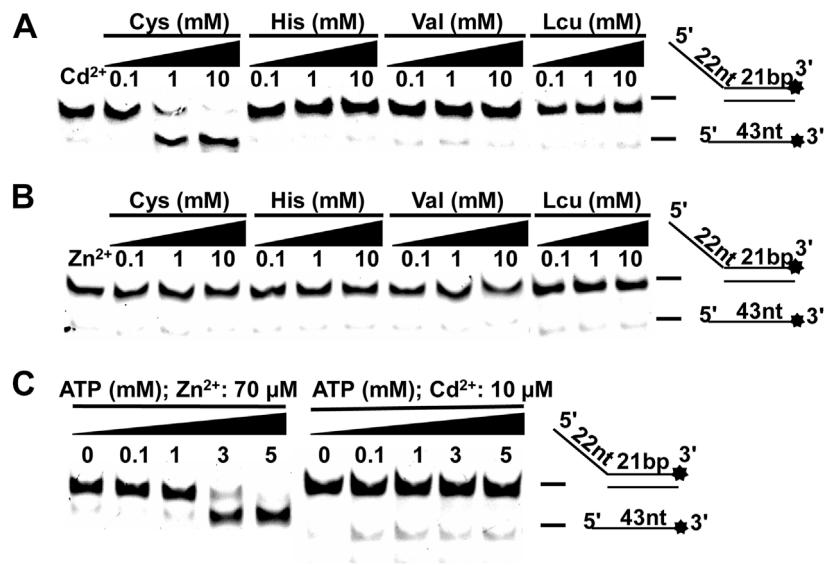 A
Cys (mM) His (mM) Val (mM) Lcu (mM)
Cd²⁺ 0.1 1 10 0.1 1 10 0.1 1 10 0.1 1 10
5'
22nt 21bp 3'
5' 43nt 3'
B
Cys (mM) His (mM) Val (mM) Lcu (mM)
Zn²⁺ 0.1 1 10 0.1 1 10 0.1 1 10 0.1 1 10
5'
22nt 21bp 3'
5' 43nt 3'
C
ATP (mM); Zn²⁺: 70 µM ATP (mM); Cd²⁺: 10 µM
0 0.1 1 3 5 0 0.1 1 3 5
5'
22nt 21bp 3'
5' 43nt 3'